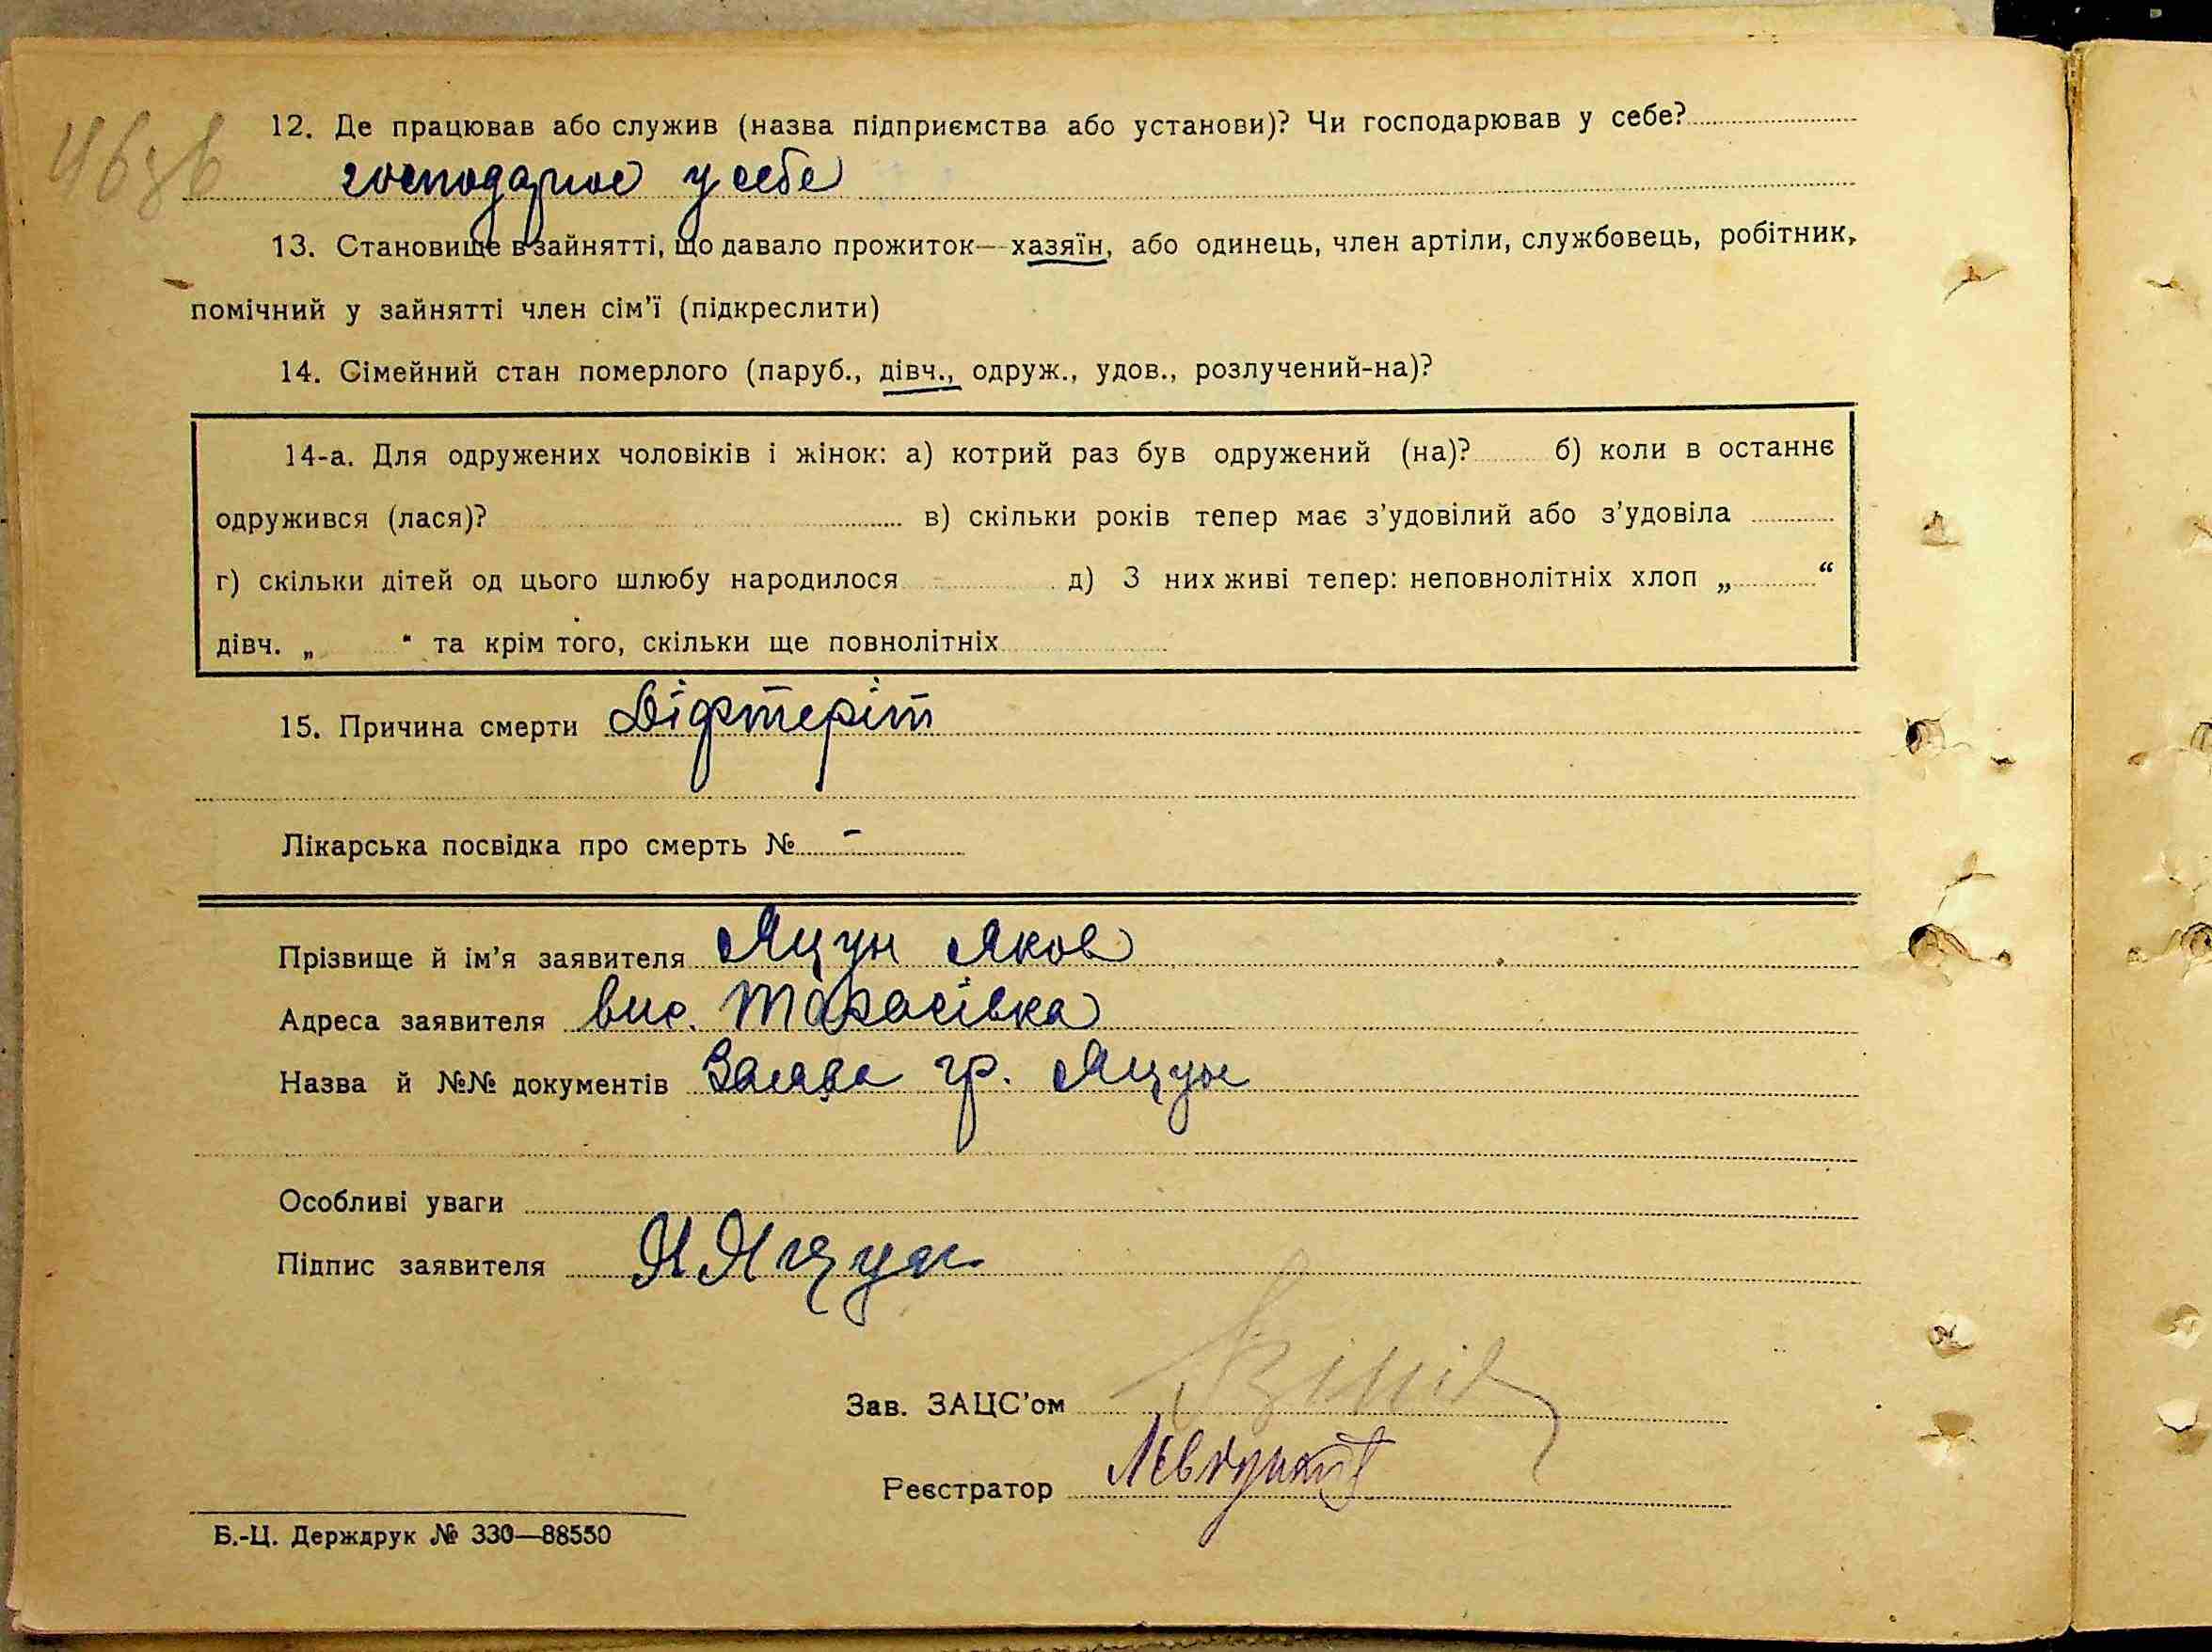 12. Де працював або служив (назва підприємства або установи)? Чи господарював у себе?
господарює у себе
13. Становище в зайнятті, що давало прожиток—хазяїн, або одинець, член артіли, службовець, робітник,
помічний у зайнятті член сім'ї (підкреслити)
14. Сімейний стан померлого (паруб., дівч., одруж., удов., розлучений-на)?
14-а. Для одружених чоловіків і жінок: а) котрий раз був одружений (на)? б) коли в останнє
одружився (лася)? в) скільки років тепер має з'удовілий або з'удовіла
г) скільки дітей од цього шлюбу народилося д) З них живі тепер: неповнолітніх хлоп „ “
дівч. „ “ та крім того, скільки ще повнолітніх
15. Причина смерти Діфтеріт
Лікарська посвідка про смерть № -
Прізвище й ім'я заявителя Яцун Яков
Адреса заявителя вис. Тарасівка
Назва й №№ документів Заява гр. Яцун
Особливі уваги
Підпис заявителя Я Яцун
Зав. ЗАЦС'ом
Реєстратор
Б.-Ц. Держдрук № 330—88550